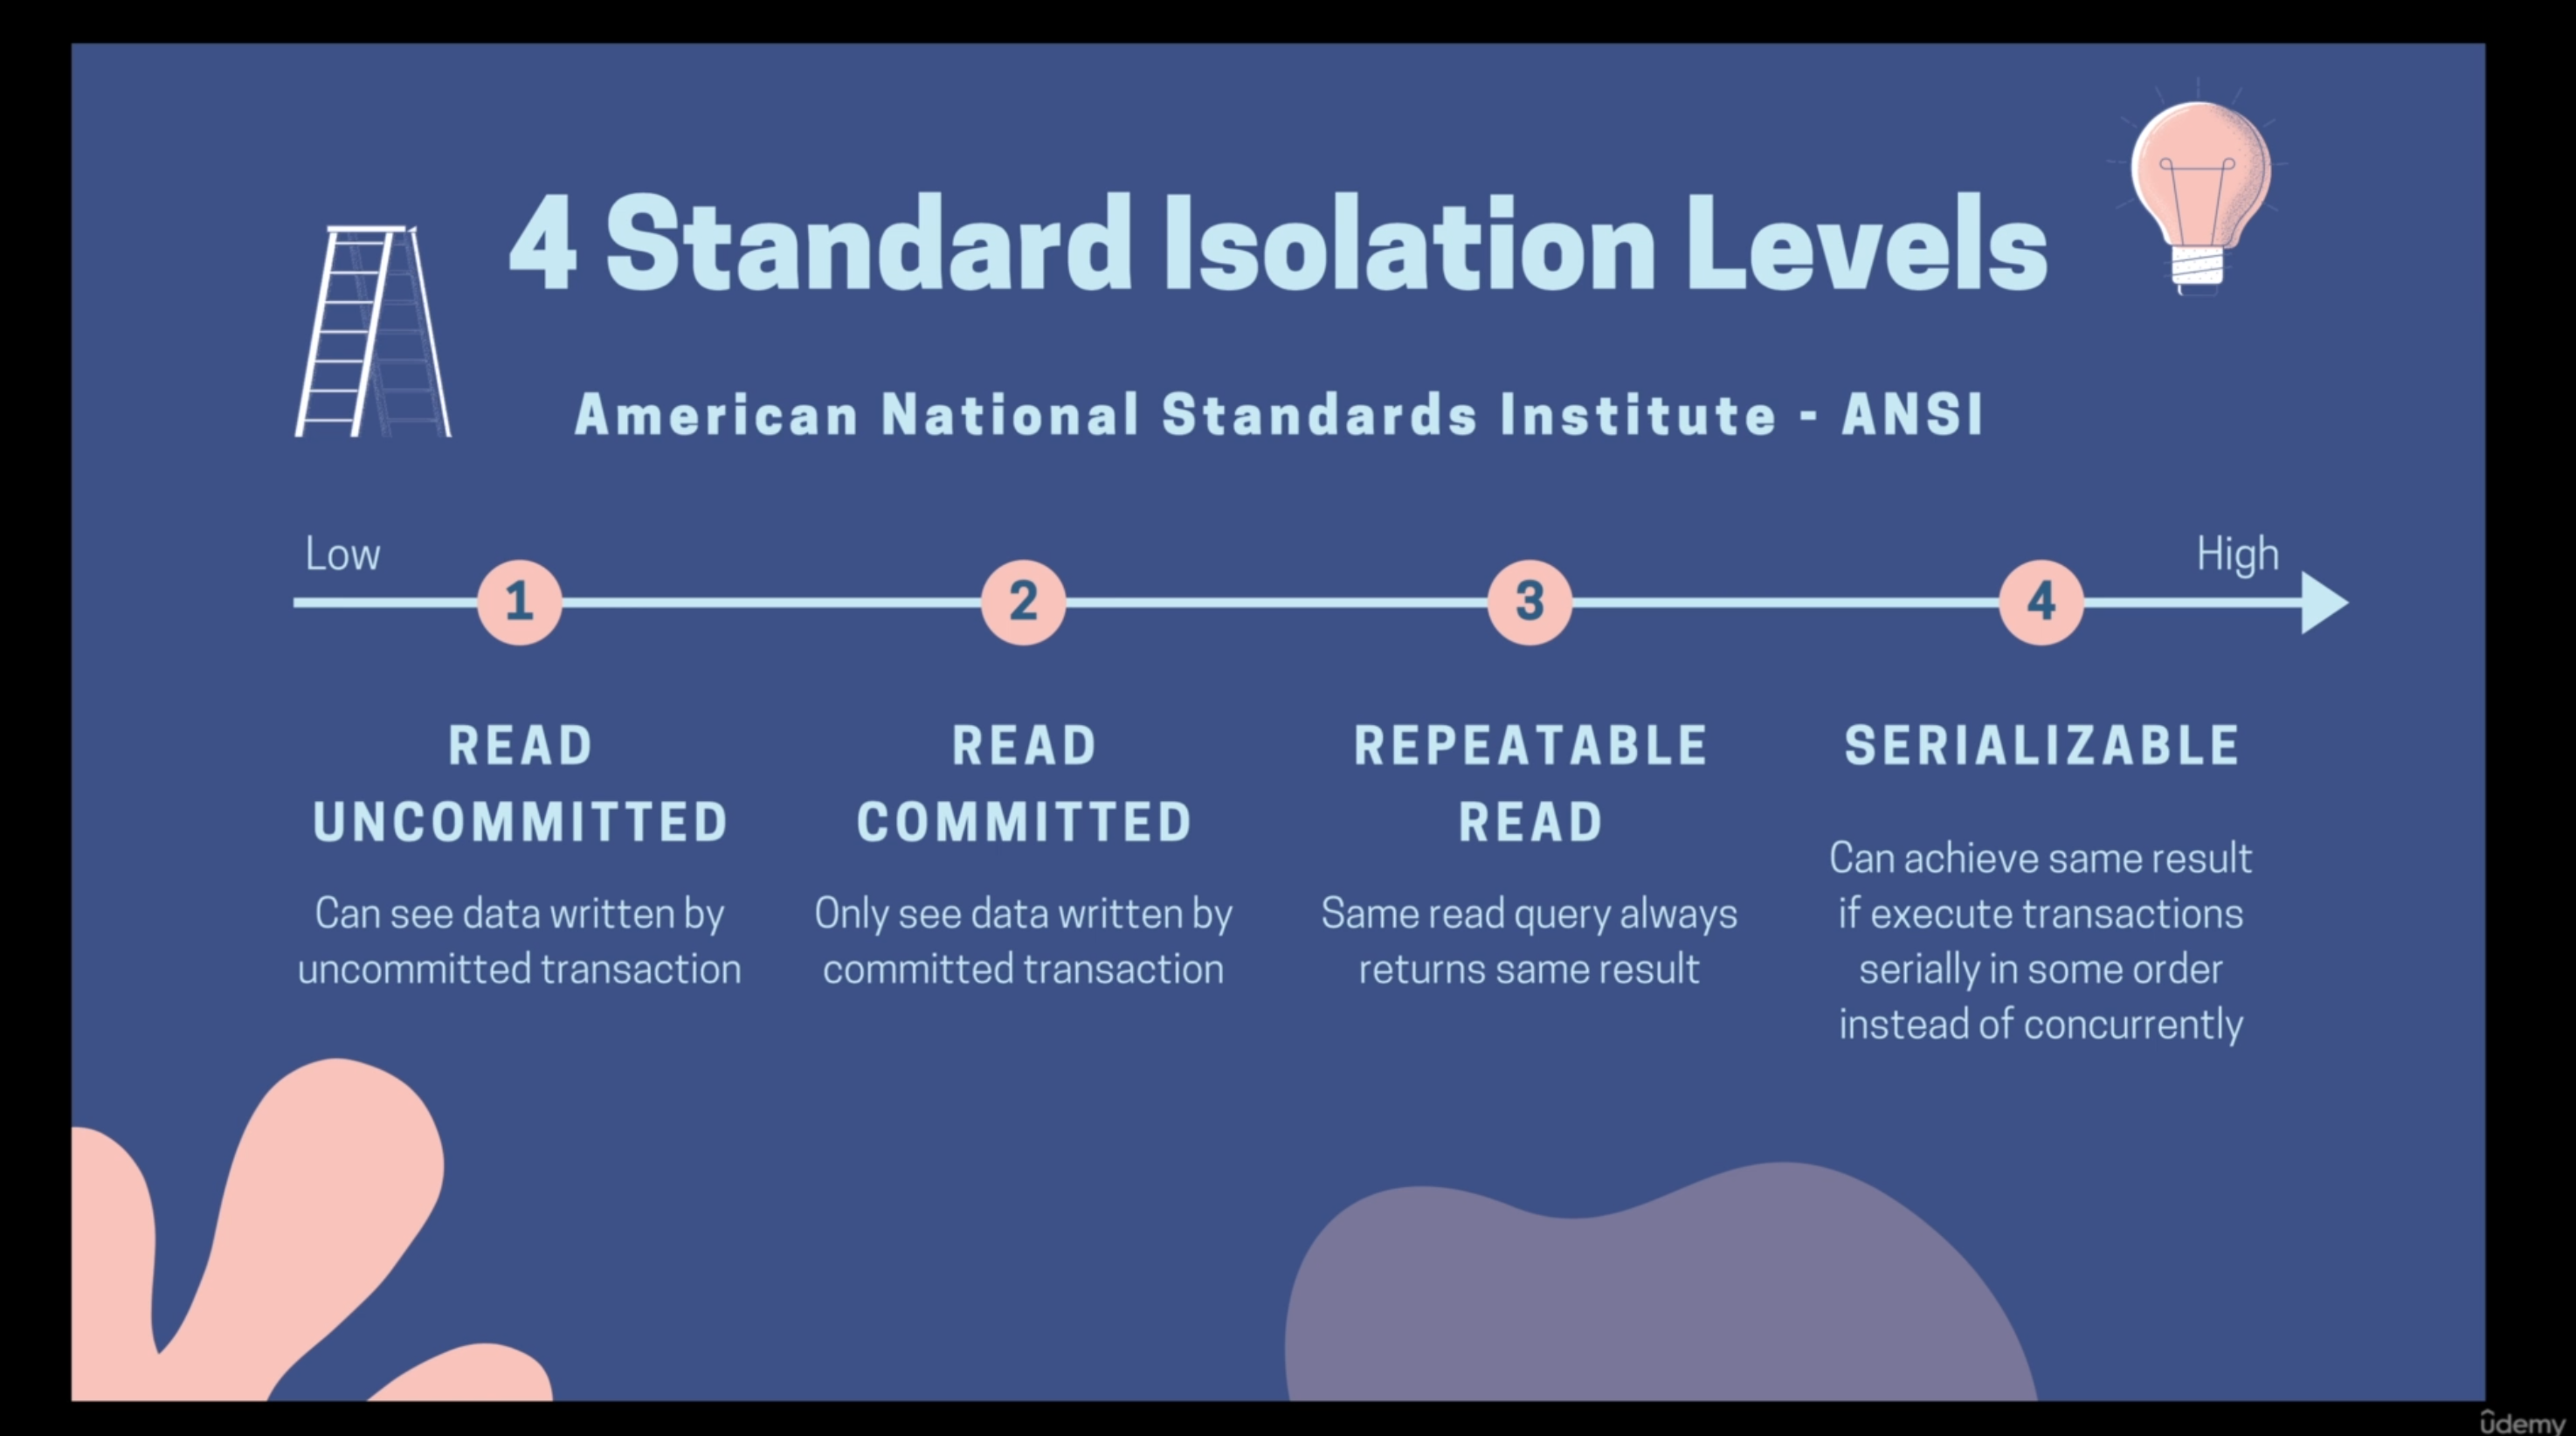 4 Standard Isolation Levels
American National Standards Institute - ANSI
Low
High
1
2
3
4
READ
UNCOMMITTED
Can see data written by
uncommitted transaction
READ
COMMITTED
Only see data written by
committed transaction
REPEATABLE
READ
Same read query always
returns same result
SERIALIZABLE
Can achieve same result
if execute transactions
serially in some order
instead of concurrently
ûdemy